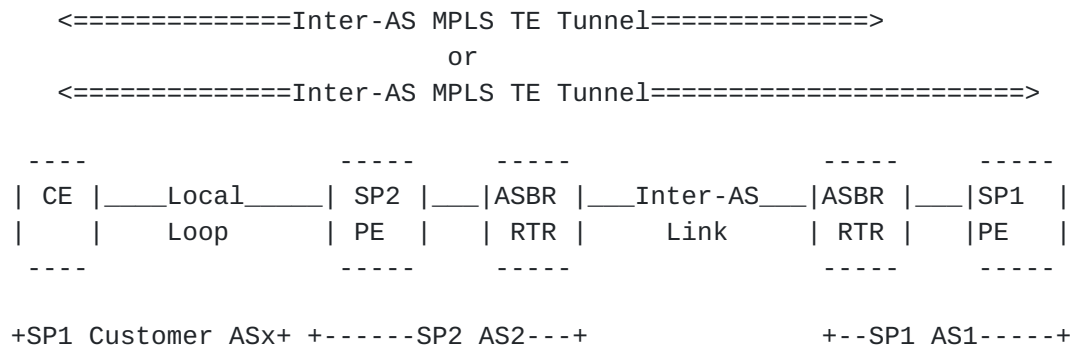 <==============Inter-AS MPLS TE Tunnel==============>
or
<==============Inter-AS MPLS TE Tunnel========================>
---- ----- ----- ----- -----
| CE |____Local_____| SP2 |___|ASBR |___Inter-AS___|ASBR |___|SP1 |
| | Loop | PE | | RTR | Link | RTR | |PE |
---- ----- ----- ----- -----
+SP1 Customer ASx+ +------SP2 AS2---+ +--SP1 AS1-----+